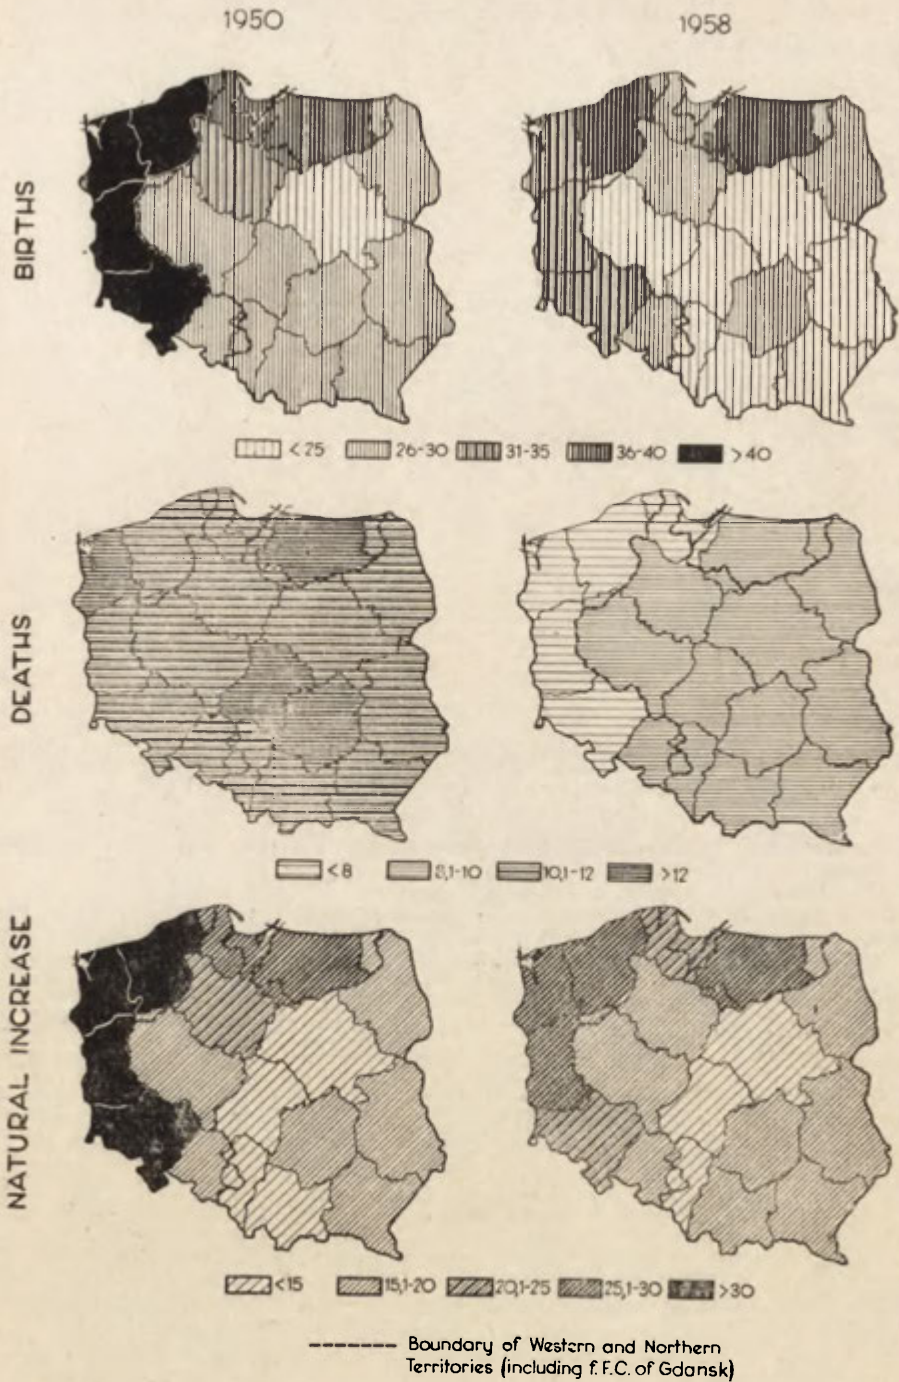 1950 1958
BIRTHS
<25 26-30 31-35 36-40 >40
DEATHS
<8 8,1-10 10,1-12 >12
NATURAL INCREASE
<15 15,1-20 20,1-25 25,1-30 >30
Boundary of Western and Northern
Territories (including f.F.C. of Gdansk)